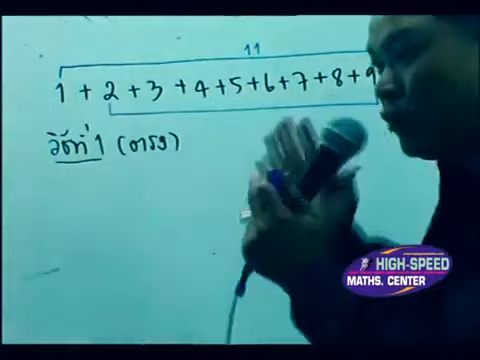 11
1 + 2 + 3 + 4 + 5 + 6 + 7 + 8 + 9
วิธีที่ 1 (ตรง)
HIGH-SPEED
MATHS. CENTER